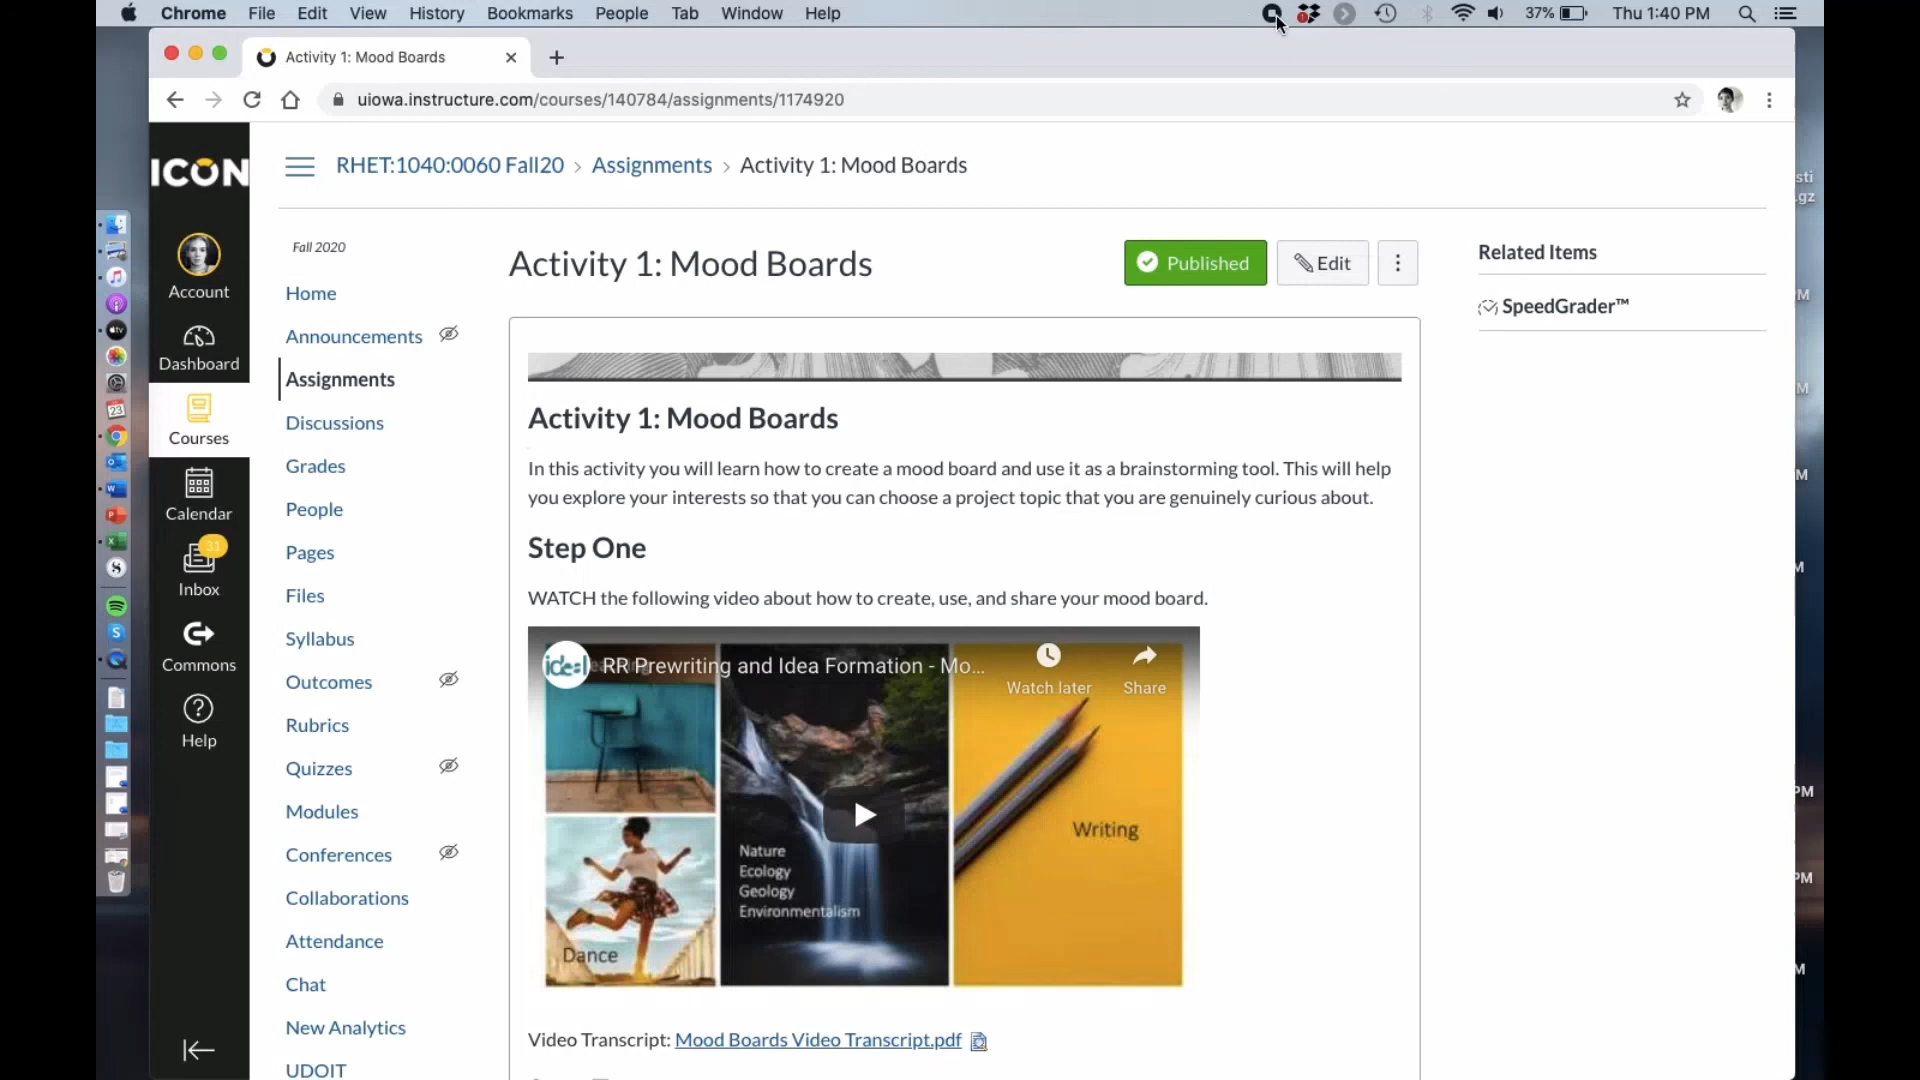 Chrome File Edit View History Bookmarks People Tab Window Help 37% Thu 1:40 PM
Activity 1: Mood Boards
uiowa.instructure.com/courses/140784/assignments/1174920
ICON
Account
Dashboard
Courses
Calendar
31
Inbox
Commons
Help
RHET:1040:0060 Fall20 › Assignments › Activity 1: Mood Boards
Fall 2020
Home
Announcements
Assignments
Discussions
Grades
People
Pages
Files
Syllabus
Outcomes
Rubrics
Quizzes
Modules
Conferences
Collaborations
Attendance
Chat
New Analytics
UDOIT
Activity 1: Mood Boards
Published
Edit
Activity 1: Mood Boards
In this activity you will learn how to create a mood board and use it as a brainstorming tool. This will help
you explore your interests so that you can choose a project topic that you are genuinely curious about.
Step One
WATCH the following video about how to create, use, and share your mood board.
ideal
RR Prewriting and Idea Formation - Mo...
Watch later
Share
Nature
Ecology
Geology
Environmentalism
Writing
Dance
Video Transcript: Mood Boards Video Transcript.pdf
Related Items
SpeedGrader™
sti
.gz
PM
PM
23